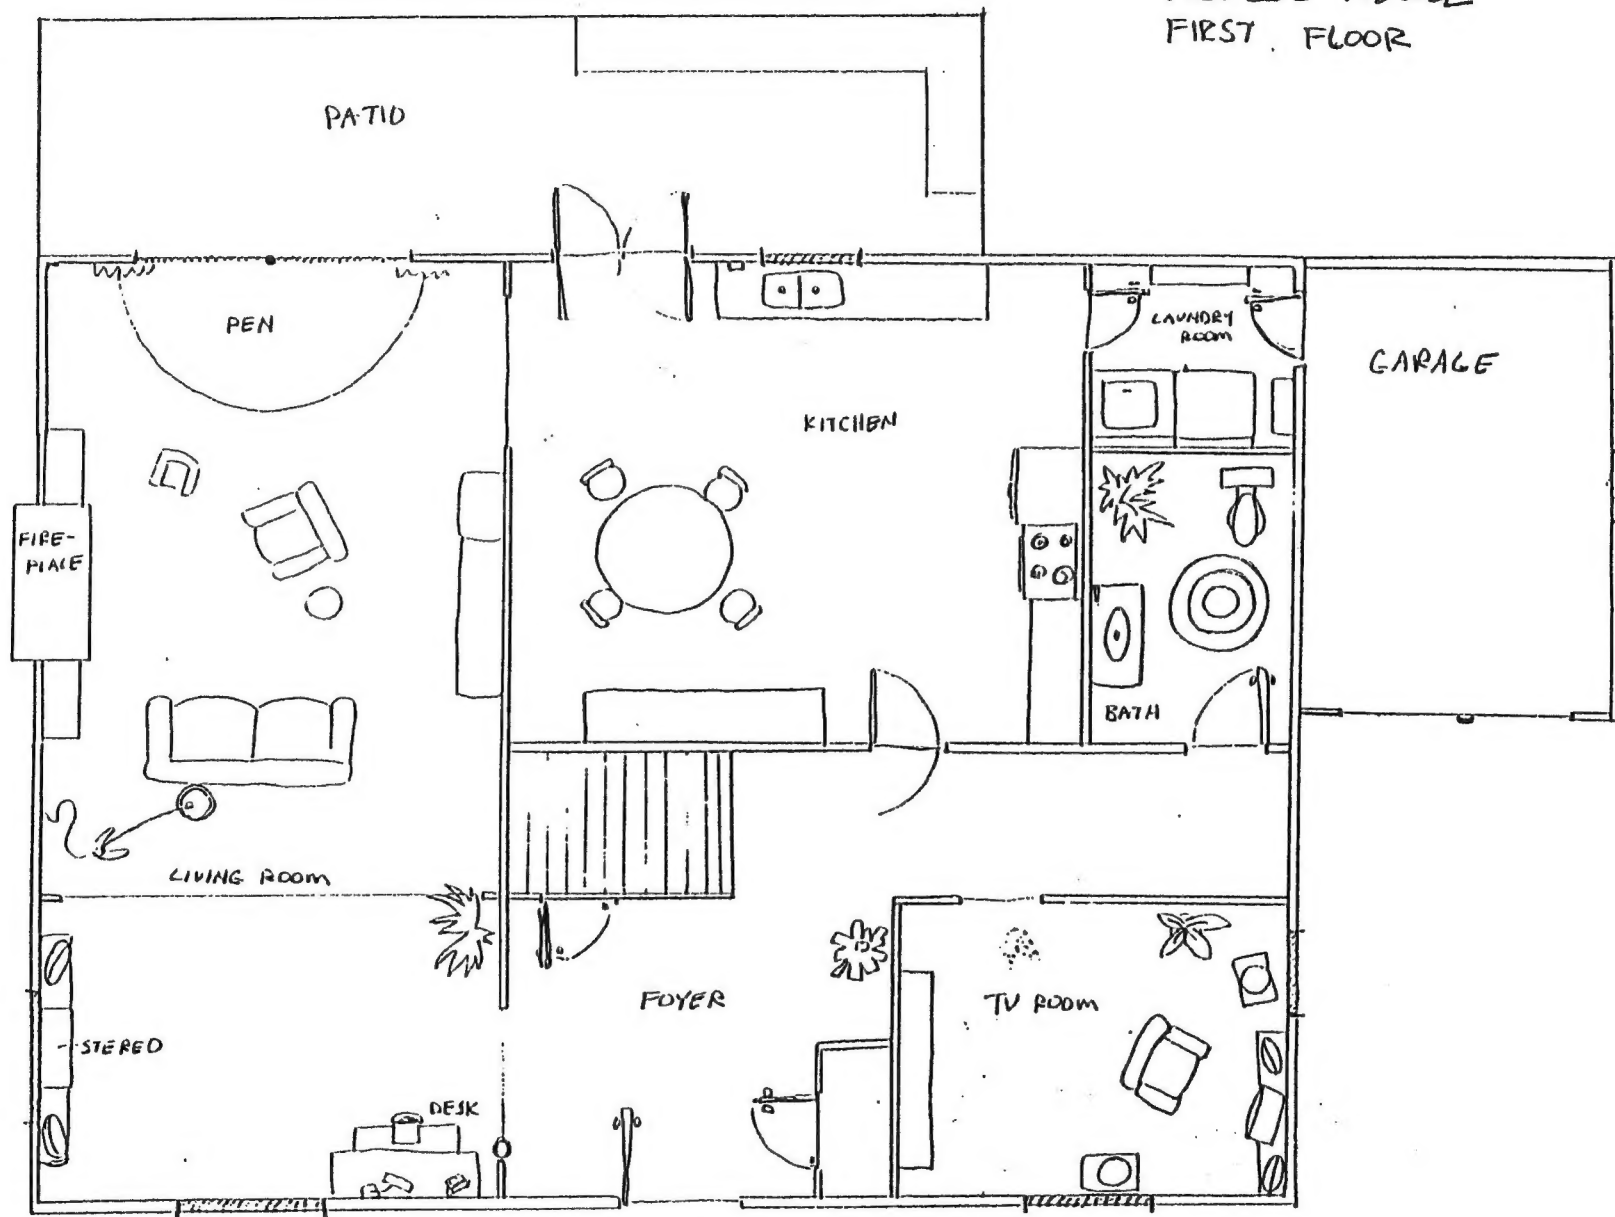 FIRST FLOOR
PATIO
PEN
LAUNDRY
ROOM
GARAGE
KITCHEN
FIRE-
PLACE
BATH
LIVING ROOM
FOYER
TV ROOM
STEREO
DESK